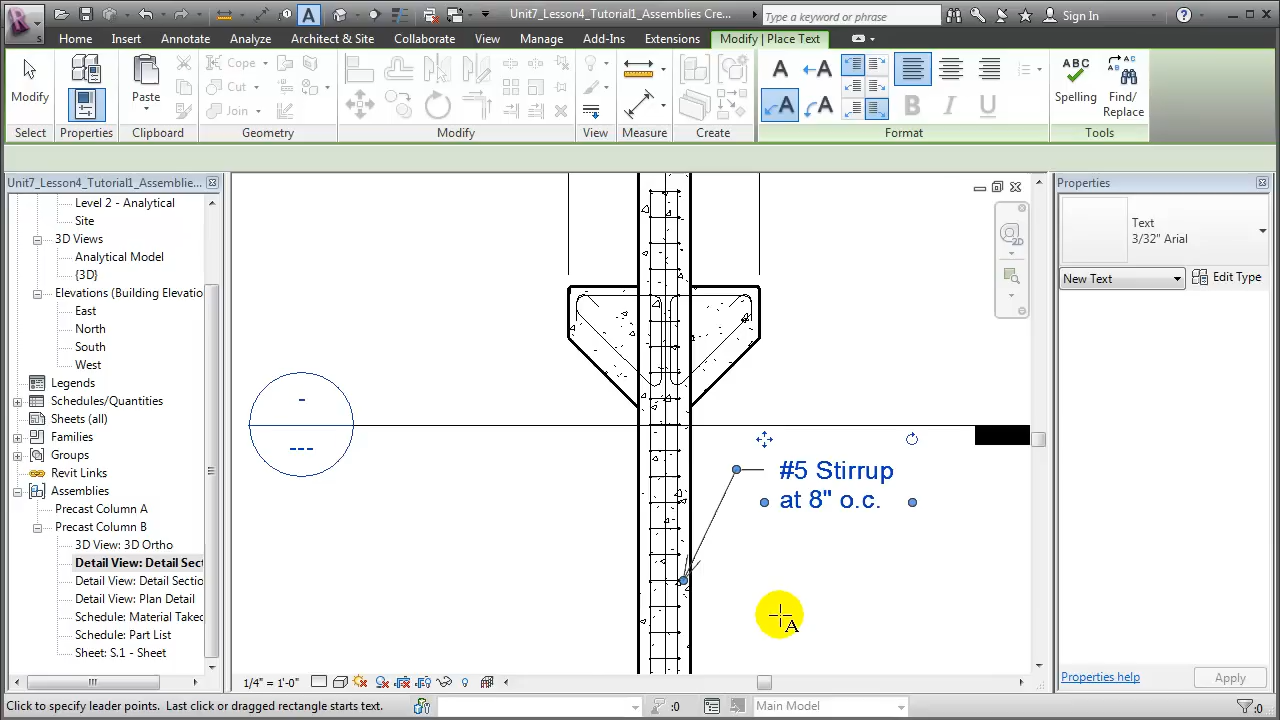 Unit7_Lesson4_Tutorial1_Assemblies Cre...
Type a keyword or phrase
Sign In
Home Insert Annotate Analyze Architect & Site Collaborate View Manage Add-Ins Extensions Modify | Place Text
Modify
Paste
Cope
Cut
Join
ABC
Spelling
Find/
Replace
Select Properties Clipboard Geometry Modify View Measure Create Format Tools
Unit7_Lesson4_Tutorial1_Assemblie...
Level 2 - Analytical
Site
3D Views
Analytical Model
{3D}
Elevations (Building Elevatio
East
North
South
West
Legends
Schedules/Quantities
Sheets (all)
Families
Groups
Revit Links
Assemblies
Precast Column A
Precast Column B
3D View: 3D Ortho
Detail View: Detail Sect
Detail View: Detail Sectio
Detail View: Plan Detail
Schedule: Material Takec
Schedule: Part List
Sheet: S.1 - Sheet
-
---
#5 Stirrup
at 8" o.c.
A
2D
Properties
Text
3/32" Arial
New Text
Edit Type
Properties help
Apply
1/4" = 1'-0"
Click to specify leader points. Last click or dragged rectangle starts text.
:0
Main Model
:0